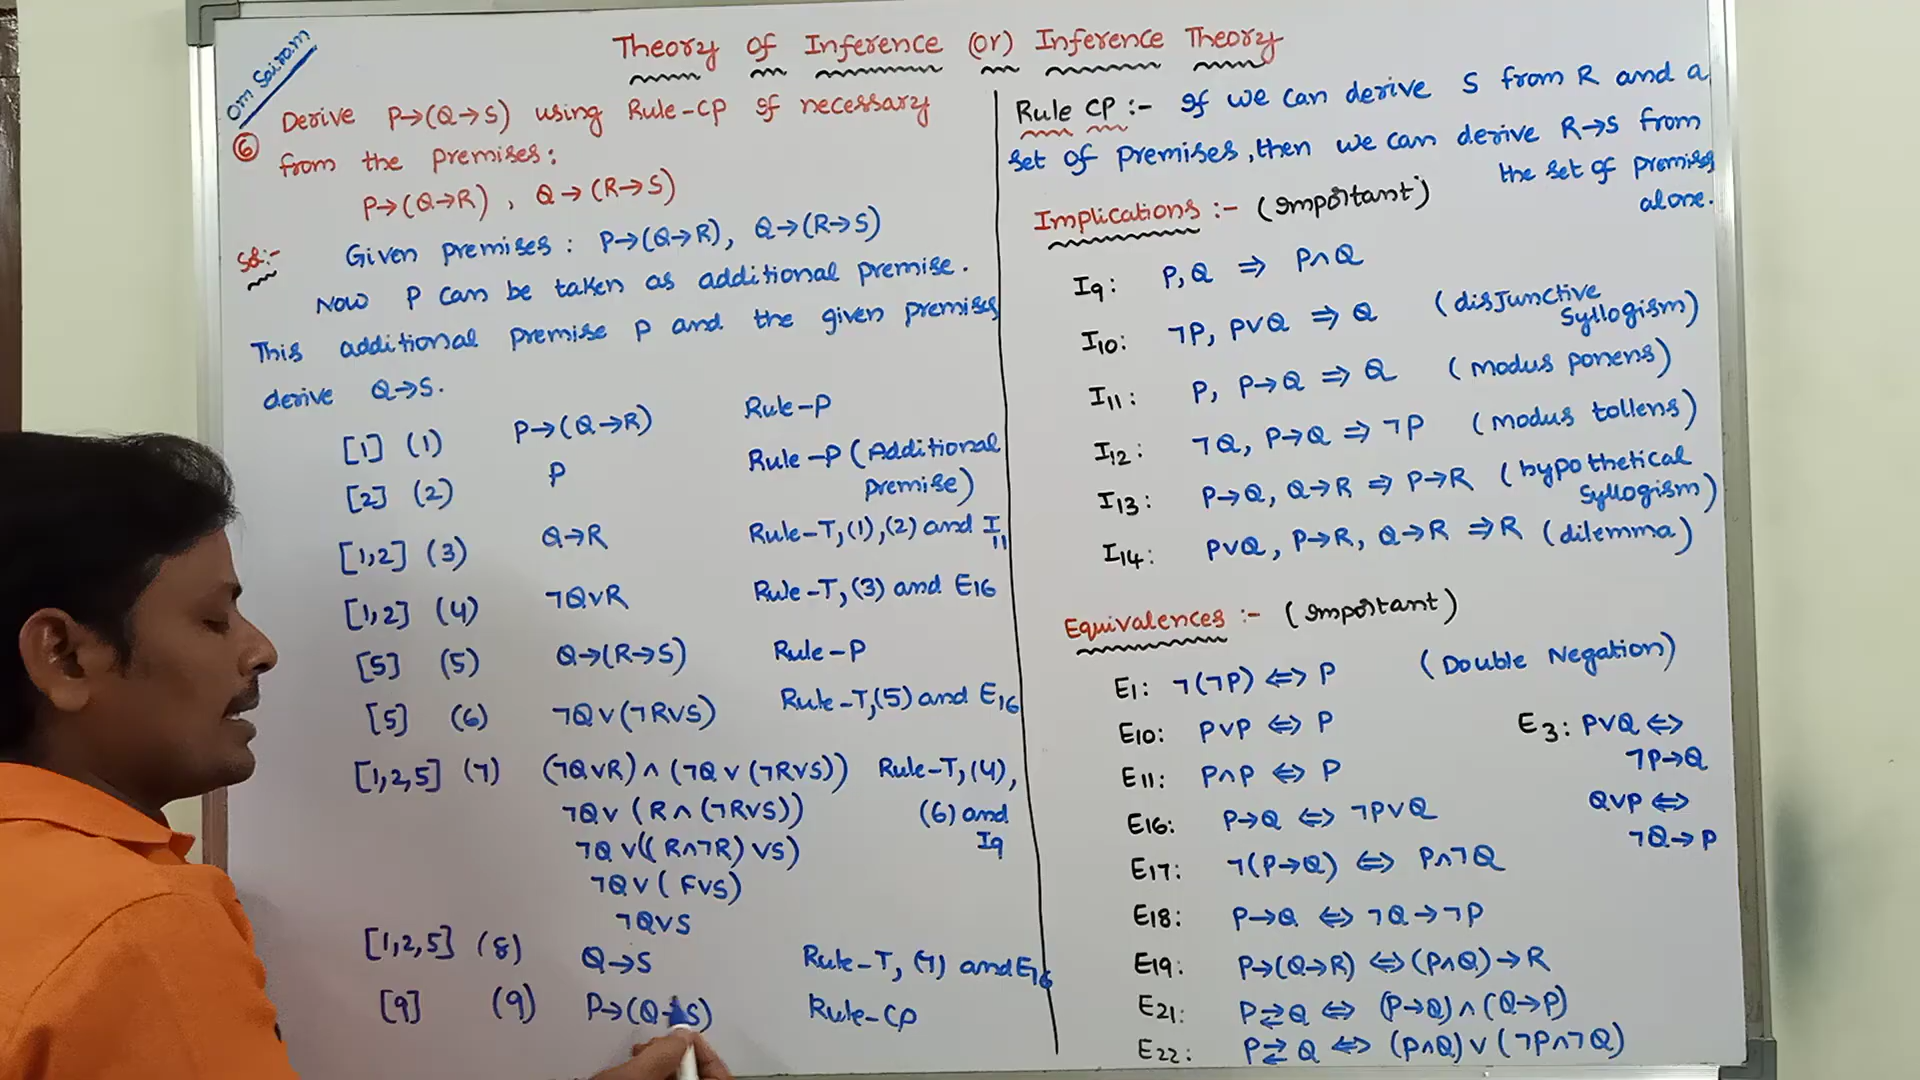 Om Sairam
Theory of Inference (or) Inference Theory
⑥ Derive P→(Q→S) using Rule-CP if necessary
from the premises:
P→(Q→R), Q→(R→S)
Sol:- Given premises: P→(Q→R), Q→(R→S)
Now P can be taken as additional premise.
This additional premise P and the given premises
derive Q→S.
[1] (1) P→(Q→R) Rule-P
[2] (2) P Rule-P (Additional
premise)
[1,2] (3) Q→R Rule-T, (1), (2) and I11
[1,2] (4) ¬Q∨R Rule-T, (3) and E16
[5] (5) Q→(R→S) Rule-P
[5] (6) ¬Q∨(¬R∨S) Rule-T, (5) and E16
[1,2,5] (7) (¬Q∨R)∧(¬Q∨(¬R∨S)) Rule-T, (4),
¬Q∨(R∧(¬R∨S)) (6) and
¬Q∨((R∧¬R)∨S) I9
¬Q∨(F∨S)
¬Q∨S
[1,2,5] (8) Q→S Rule-T, (7) and E16
[9] (9) P→(Q→S) Rule-CP
Rule CP:- If we can derive S from R and a
set of premises, then we can derive R→S from
the set of premises
alone.
Implications:- (Important)
I9: P, Q ⇒ P∧Q
I10: ¬P, P∨Q ⇒ Q (disjunctive
Syllogism)
I11: P, P→Q ⇒ Q (modus ponens)
I12: ¬Q, P→Q ⇒ ¬P (modus tollens)
I13: P→Q, Q→R ⇒ P→R (hypothetical
Syllogism)
I14: P∨Q, P→R, Q→R ⇒ R (dilemma)
Equivalences:- (Important)
E1: ¬(¬P) ⇔ P (Double Negation)
E10: P∨P ⇔ P
E11: P∧P ⇔ P
E16: P→Q ⇔ ¬P∨Q
E17: ¬(P→Q) ⇔ P∧¬Q
E18: P→Q ⇔ ¬Q→¬P
E19: P→(Q→R) ⇔ (P∧Q)→R
E21: P⇄Q ⇔ (P→Q)∧(Q→P)
E22: P⇄Q ⇔ (P∧Q)∨(¬P∧¬Q)
E3: P∨Q ⇔
¬P→Q
Q∨P ⇔
¬Q→P